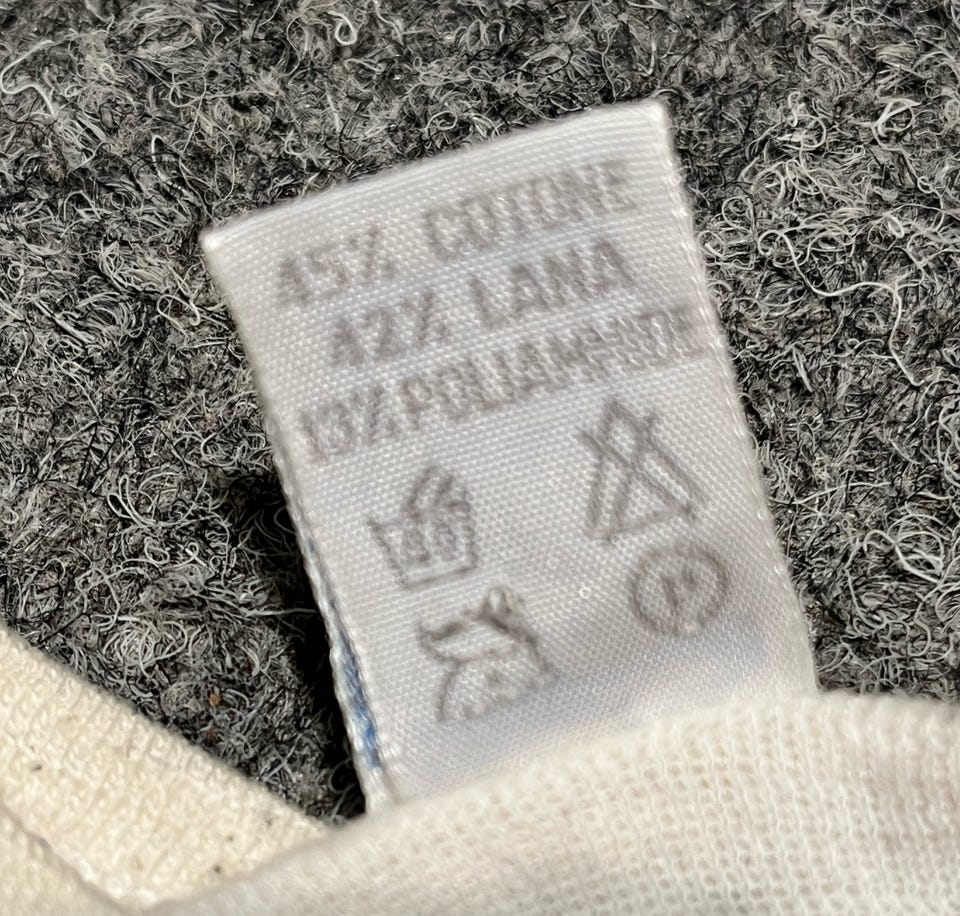 45% COTONE
42% LANA
13% POLIAMMIDE